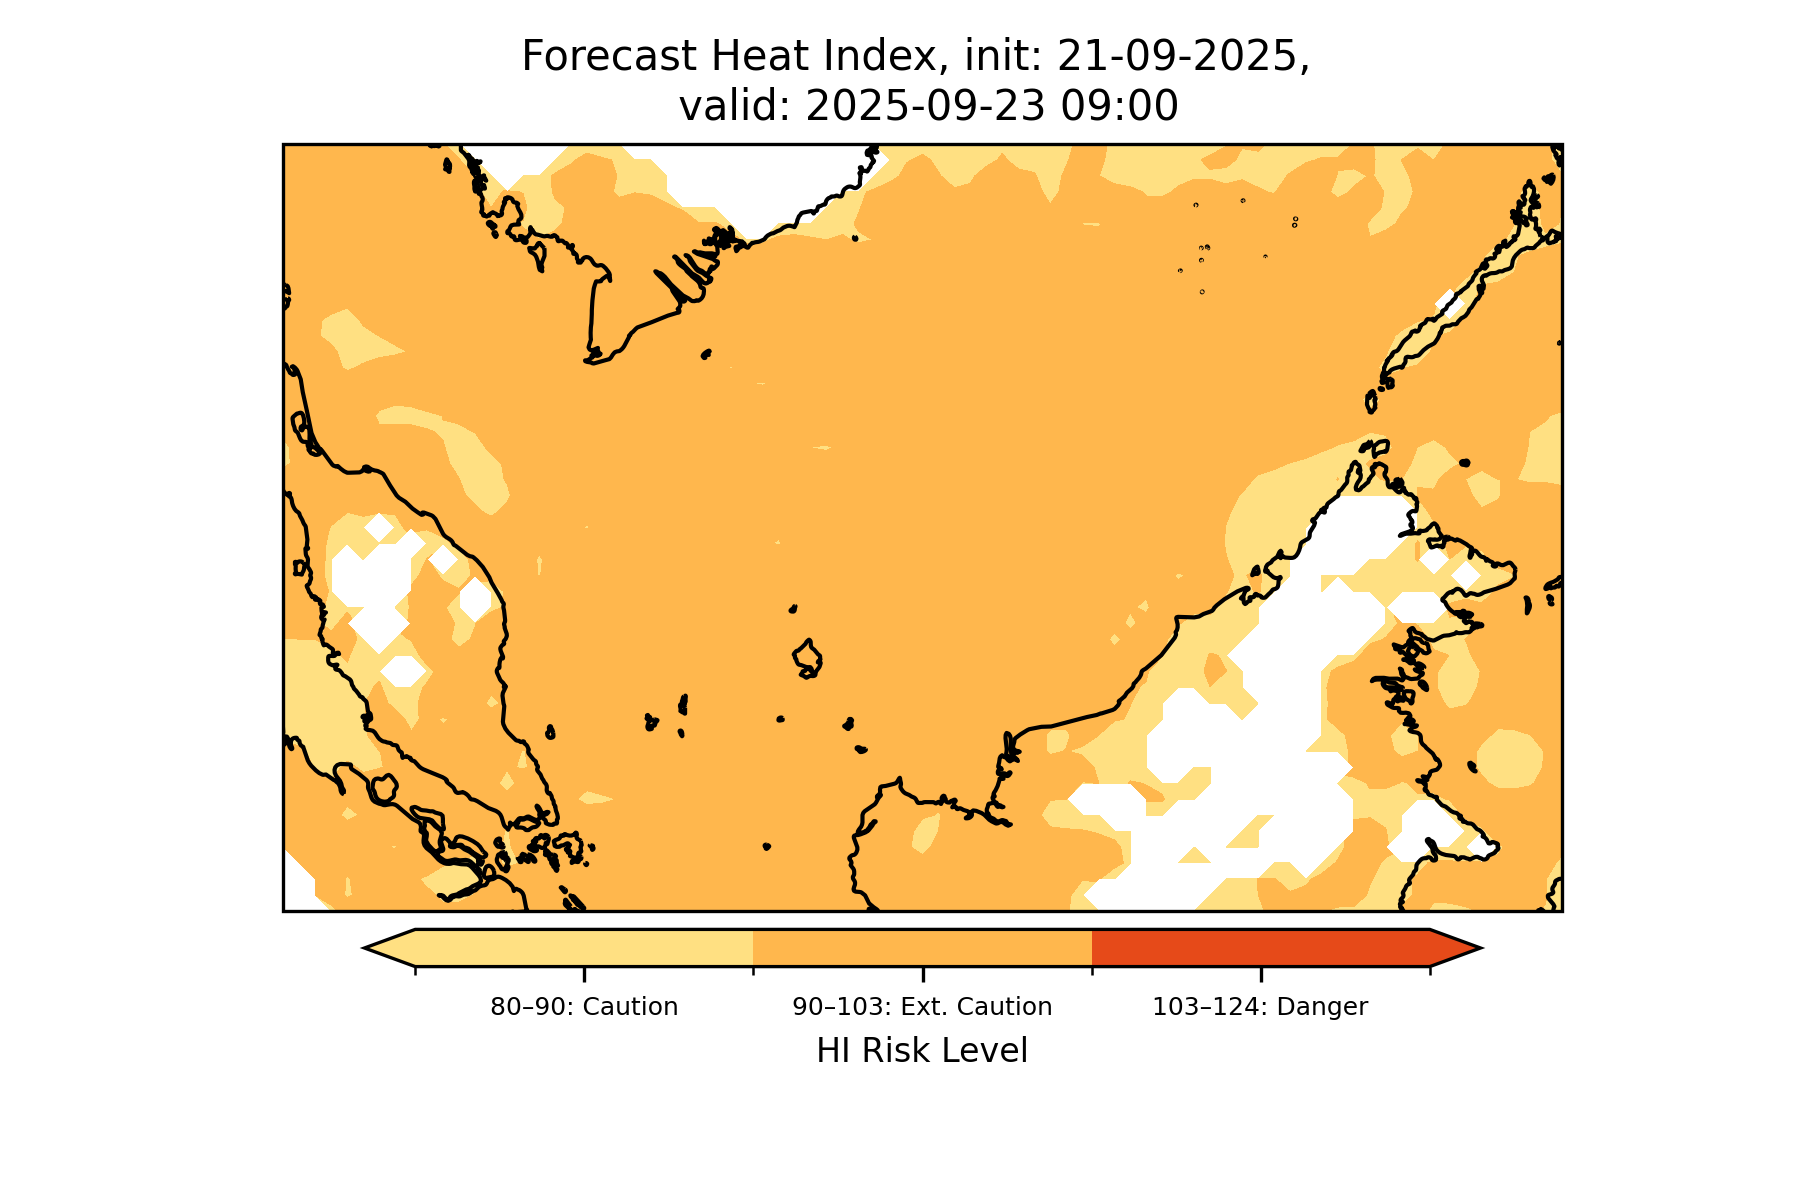 Forecast Heat Index, init: 21-09-2025,
valid: 2025-09-23 09:00
80–90: Caution
90–103: Ext. Caution
103–124: Danger
HI Risk Level